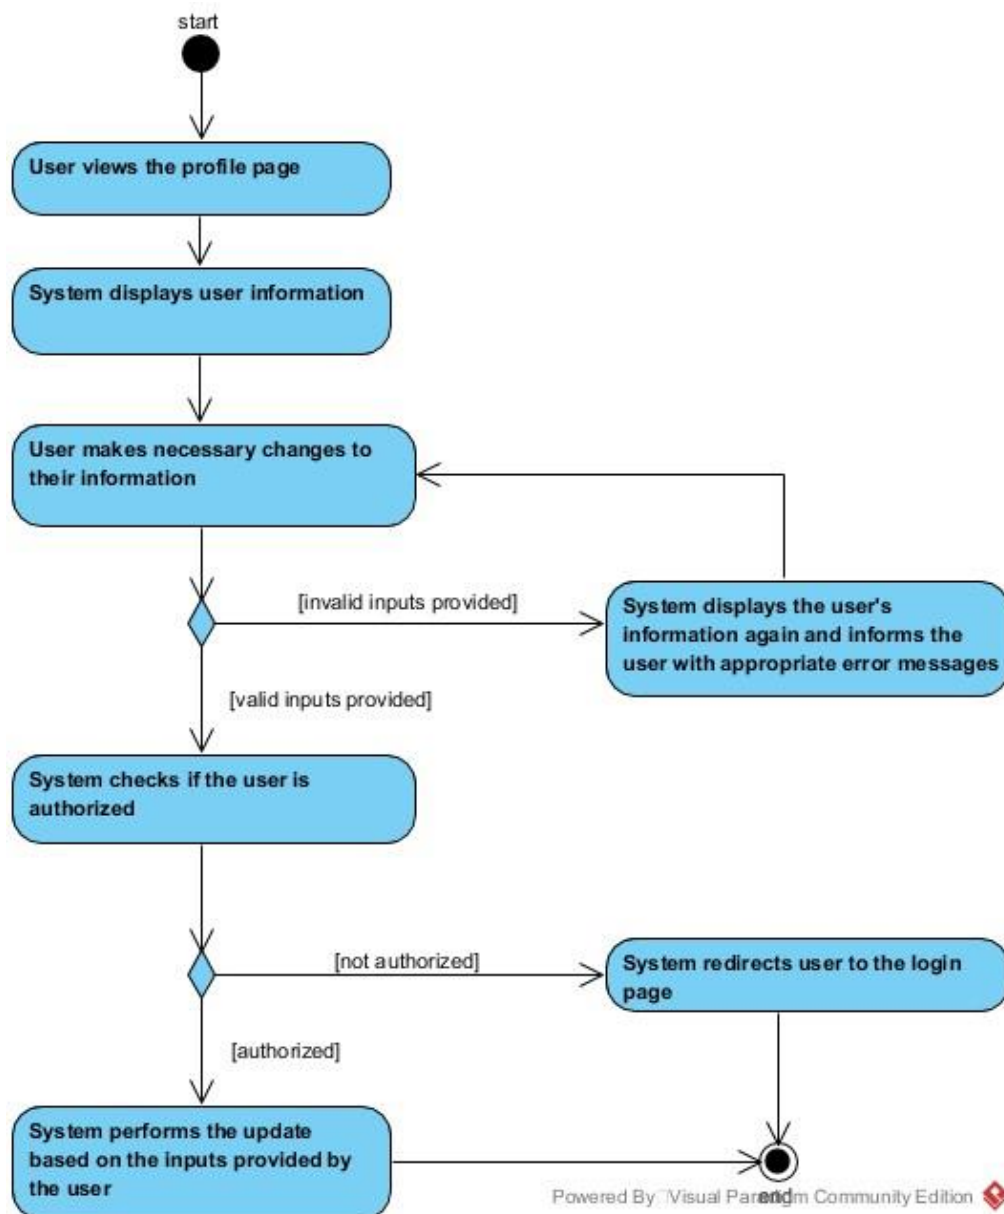 start
User views the profile page
System displays user information
User makes necessary changes to
their information
[invalid inputs provided]
System displays the user's
information again and informs the
user with appropriate error messages
[valid inputs provided]
System checks if the user is
authorized
[not authorized]
System redirects user to the login
page
[authorized]
System performs the update
based on the inputs provided by
the user
end
Powered By Visual Paradigm Community Edition